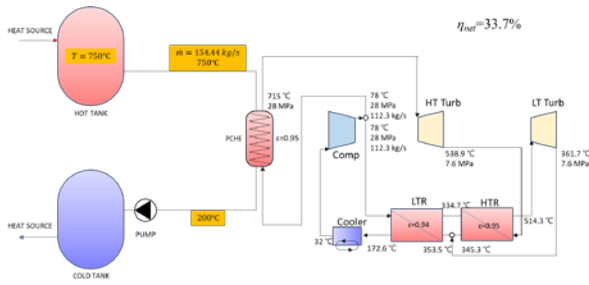 η_net=33.7%
HEAT SOURCE
T = 750°C
ṁ = 154.44 kg/s
750°C
HOT TANK
715 °C
28 MPa
PCHE
ε=0.95
78 °C
28 MPa
112.3 kg/s
78 °C
28 MPa
112.3 kg/s
Comp
HT Turb
LT Turb
538.9 °C
7.6 MPa
361.7 °C
7.6 MPa
HEAT SOURCE
PUMP
200°C
COLD TANK
Cooler
32 °C
172.6 °C
LTR
ε=0.94
334.7 °C
HTR
ε=0.95
514.3 °C
353.5 °C
345.3 °C